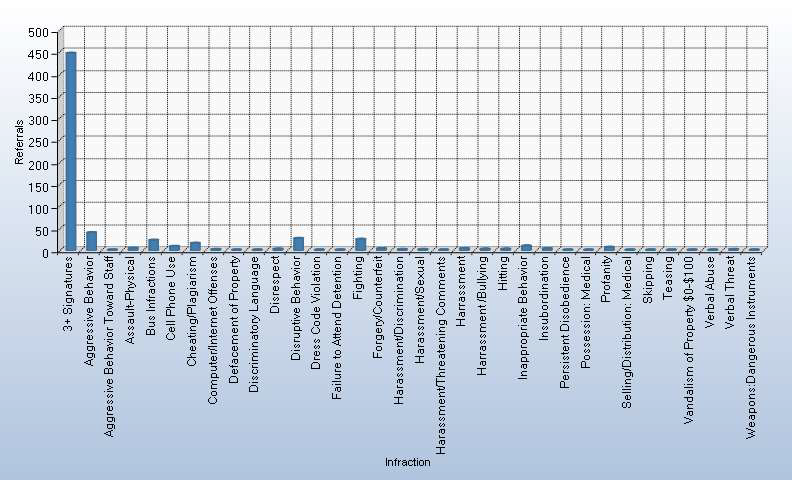 500
450
400
350
300
250
200
150
100
50
0
Referrals
3+ Signatures
Aggressive Behavior
Aggressive Behavior Toward Staff
Assault-Physical
Bus Infractions
Cell Phone Use
Cheating/Plagiarism
Computer/Internet Offenses
Defacement of Property
Discriminatory Language
Disrespect
Disruptive Behavior
Dress Code Violation
Failure to Attend Detention
Fighting
Forgery/Counterfeit
Harassment/Discrimination
Harassment/Sexual
Harassment/Threatening Comments
Harrassment
Harrassment/Bullying
Hitting
Inappropriate Behavior
Insubordination
Persistent Disobedience
Possession: Medical
Profanity
Selling/Distribution: Medical
Skipping
Teasing
Vandalism of Property $0-$100
Verbal Abuse
Verbal Threat
Weapons:Dangerous Instruments
Infraction